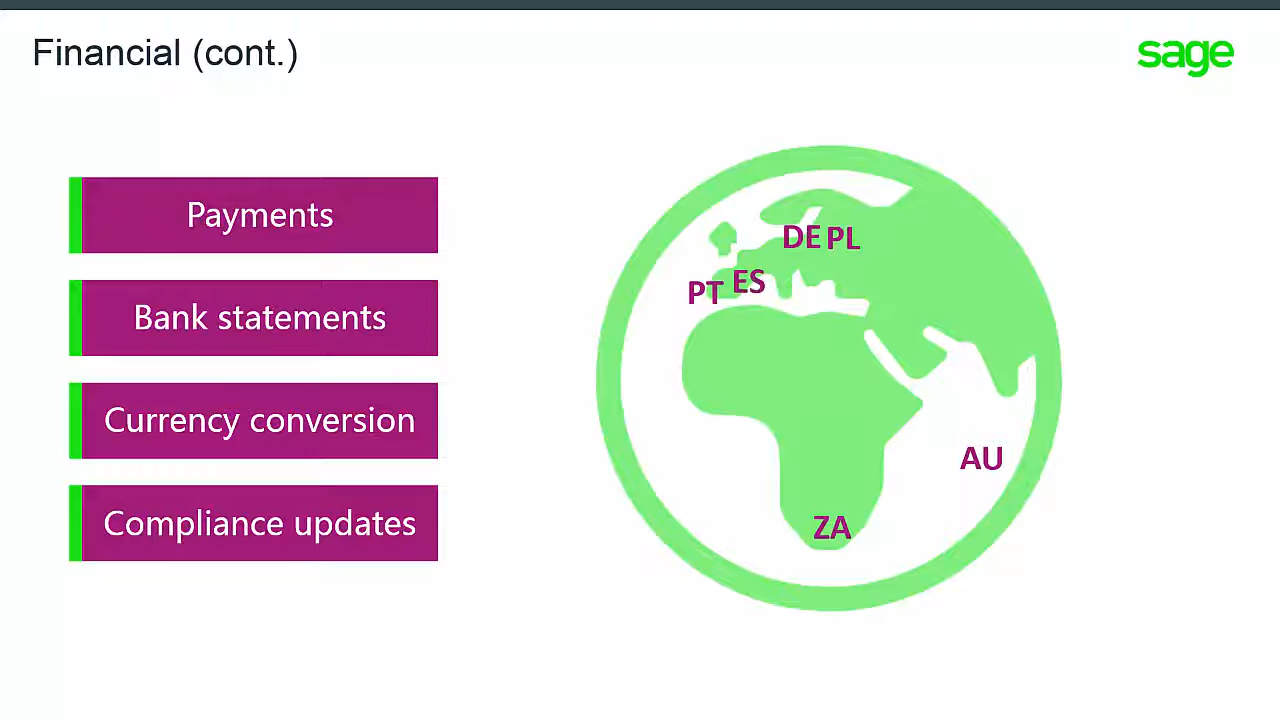 Financial (cont.)
sage
Payments
Bank statements
Currency conversion
Compliance updates
DE PL
PT ES
AU
ZA